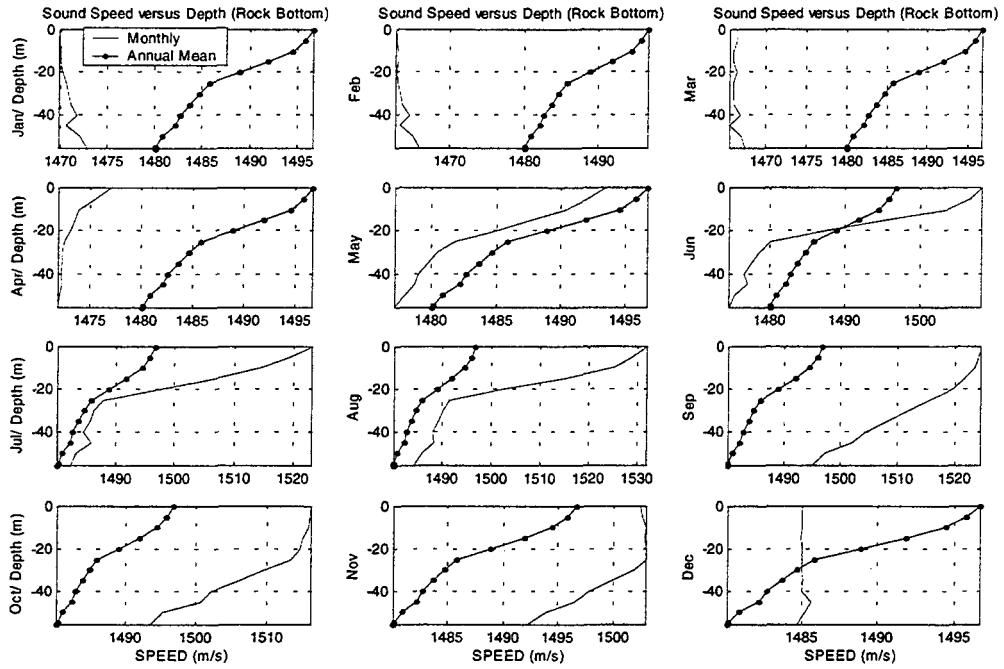 Sound Speed versus Depth (Rock Bottom) Sound Speed versus Depth (Rock Bottom) Sound Speed versus Depth (Rock Bottom)
Monthly
Annual Mean
Jan/ Depth (m)
0
-20
-40
1470 1475 1480 1485 1490 1495
Feb
0
-20
-40
1470 1480 1490
Mar
0
-20
-40
1470 1475 1480 1485 1490 1495
Apr/ Depth (m)
0
-20
-40
1475 1480 1485 1490 1495
May
0
-20
-40
1480 1485 1490 1495
Jun
0
-20
-40
1480 1490 1500
Jul/ Depth (m)
0
-20
-40
1490 1500 1510 1520
Aug
0
-20
-40
1490 1500 1510 1520 1530
Sep
0
-20
-40
1490 1500 1510 1520
Oct/ Depth (m)
0
-20
-40
1490 1500 1510
SPEED (m/s)
Nov
0
-20
-40
1485 1490 1495 1500
SPEED (m/s)
Dec
0
-20
-40
1485 1490 1495
SPEED (m/s)